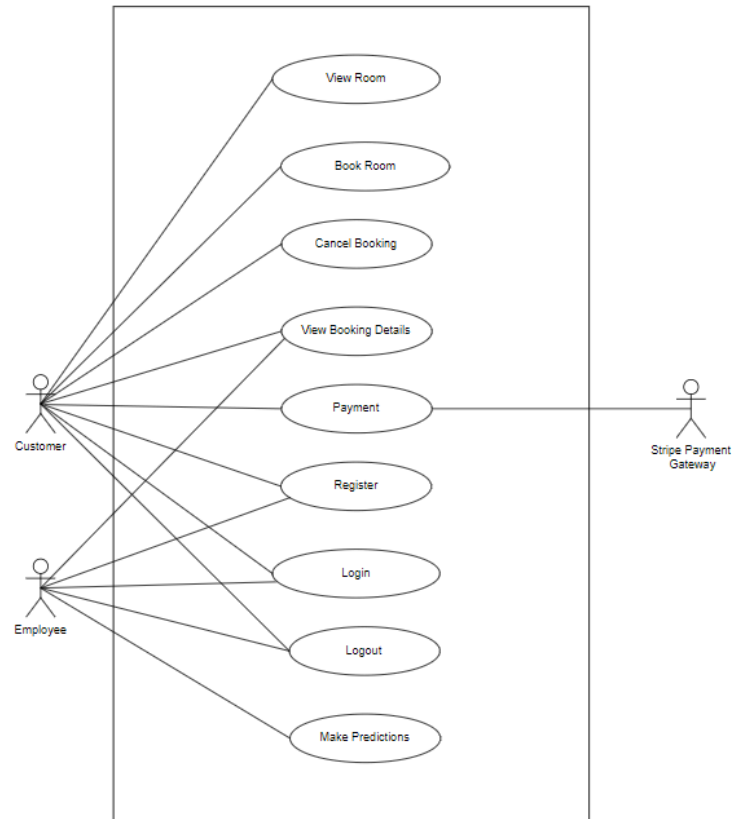 View Room
Book Room
Cancel Booking
View Booking Details
Payment
Customer
Stripe Payment
Gateway
Register
Login
Employee
Logout
Make Predictions